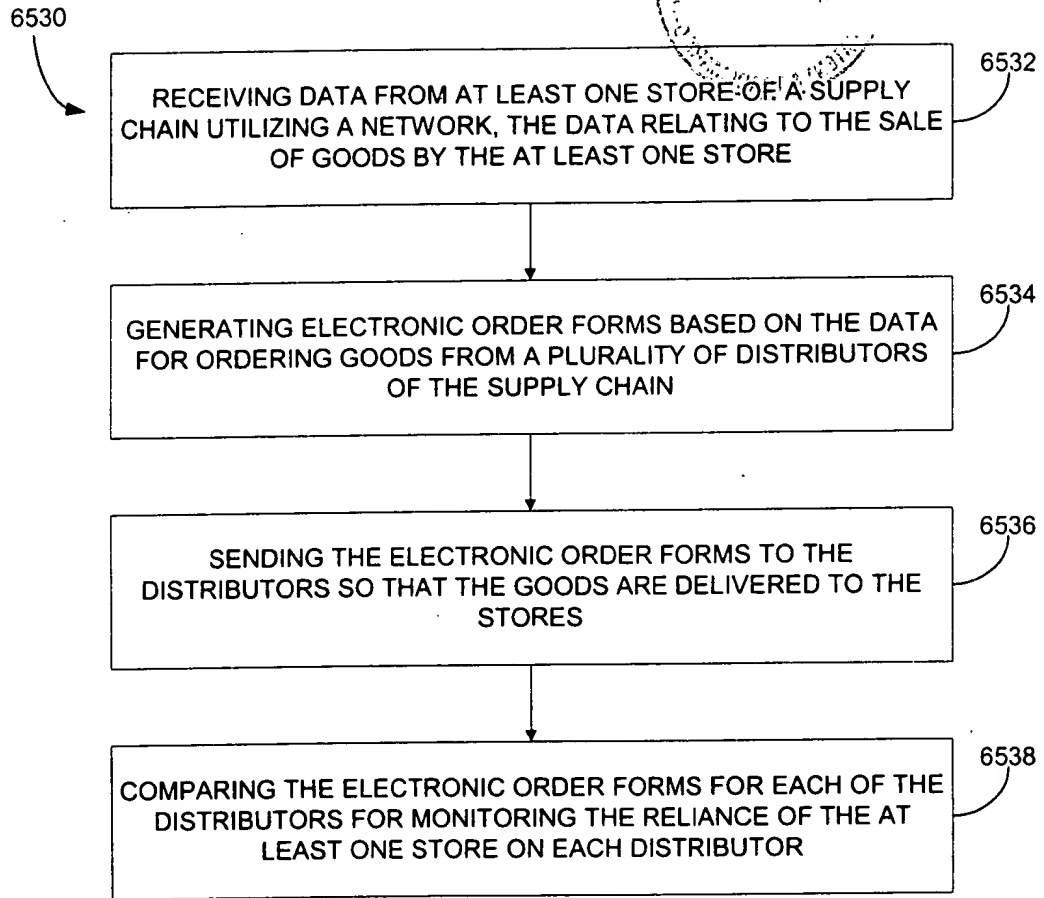 6530
6532
RECEIVING DATA FROM AT LEAST ONE STORE OF A SUPPLY
CHAIN UTILIZING A NETWORK, THE DATA RELATING TO THE SALE
OF GOODS BY THE AT LEAST ONE STORE
6534
GENERATING ELECTRONIC ORDER FORMS BASED ON THE DATA
FOR ORDERING GOODS FROM A PLURALITY OF DISTRIBUTORS
OF THE SUPPLY CHAIN
6536
SENDING THE ELECTRONIC ORDER FORMS TO THE
DISTRIBUTORS SO THAT THE GOODS ARE DELIVERED TO THE
STORES
6538
COMPARING THE ELECTRONIC ORDER FORMS FOR EACH OF THE
DISTRIBUTORS FOR MONITORING THE RELIANCE OF THE AT
LEAST ONE STORE ON EACH DISTRIBUTOR